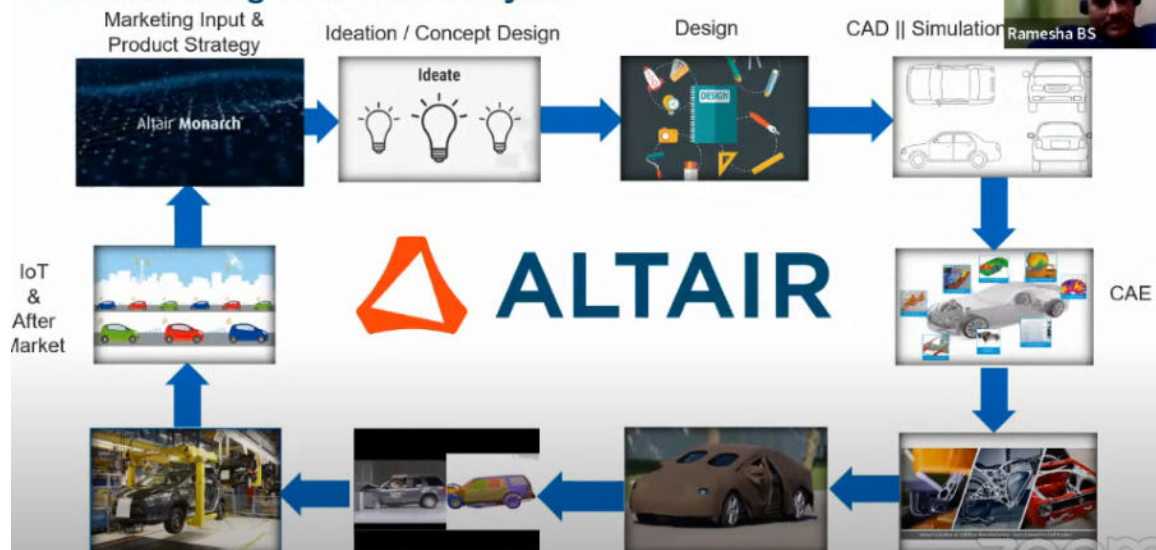 Marketing Input &
Product Strategy
Ideation / Concept Design
Design
CAD || Simulation
Ramesha BS
Altair Monarch
Ideate
DESIGN
IoT
&
After
Market
ALTAIR
CAE
zoom